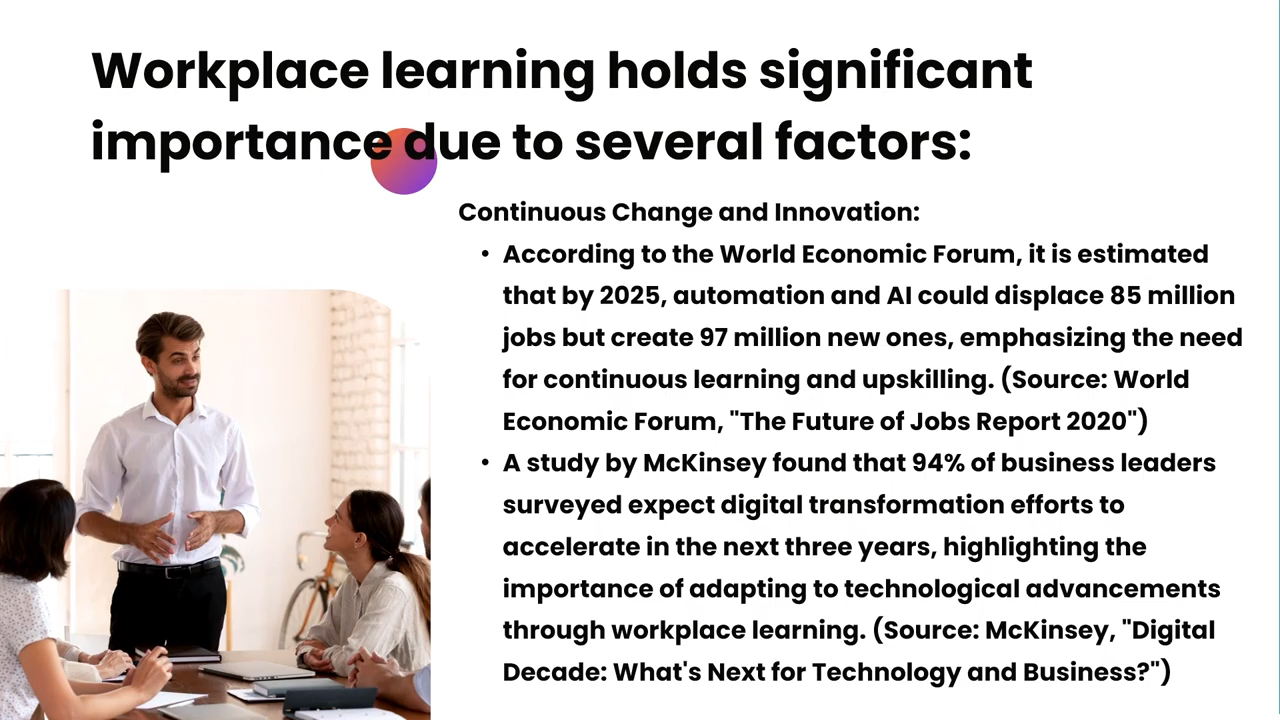 Workplace learning holds significant
importance due to several factors:
Continuous Change and Innovation:
• According to the World Economic Forum, it is estimated
that by 2025, automation and AI could displace 85 million
jobs but create 97 million new ones, emphasizing the need
for continuous learning and upskilling. (Source: World
Economic Forum, "The Future of Jobs Report 2020")
• A study by McKinsey found that 94% of business leaders
surveyed expect digital transformation efforts to
accelerate in the next three years, highlighting the
importance of adapting to technological advancements
through workplace learning. (Source: McKinsey, "Digital
Decade: What's Next for Technology and Business?")